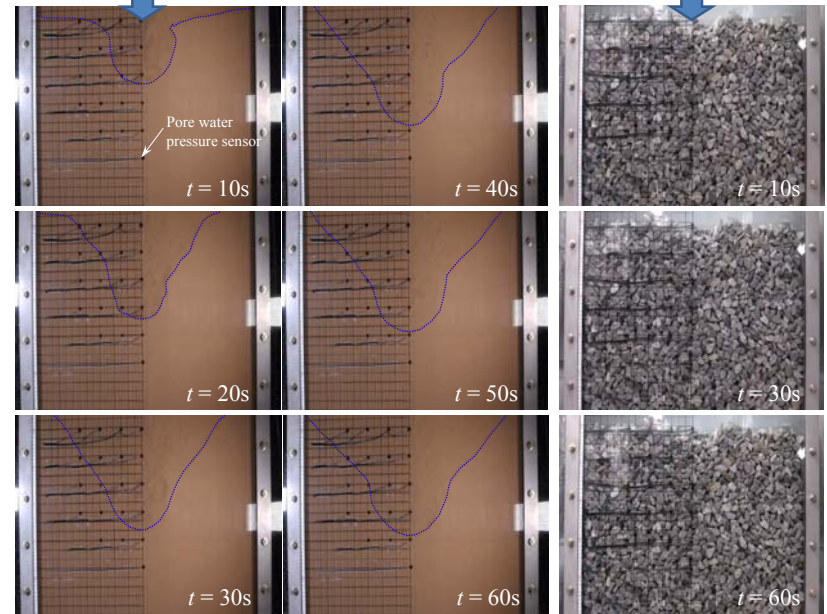 Pore water
pressure sensor
t = 10s
t = 40s
t = 10s
t = 20s
t = 50s
t = 30s
t = 30s
t = 60s
t = 60s